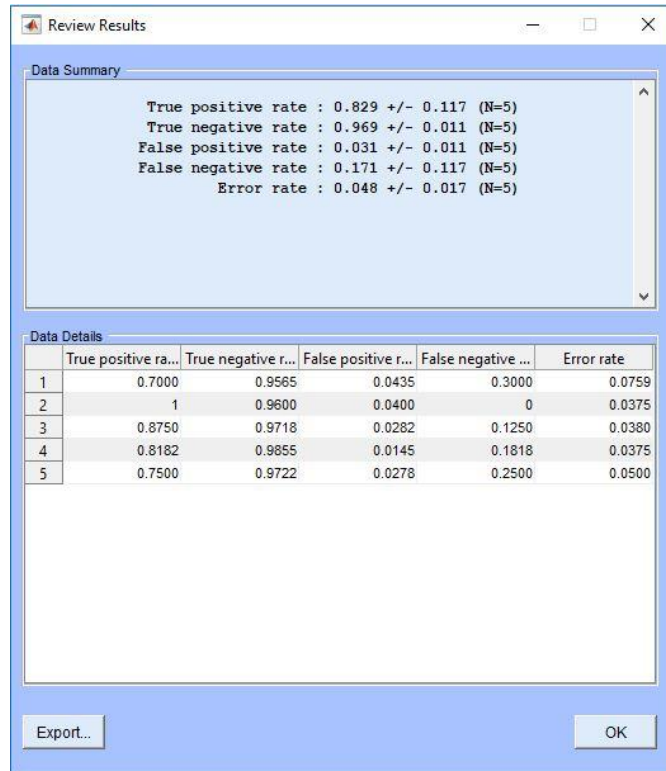 Review Results
Data Summary
True positive rate : 0.829 +/- 0.117 (N=5)
True negative rate : 0.969 +/- 0.011 (N=5)
False positive rate : 0.031 +/- 0.011 (N=5)
False negative rate : 0.171 +/- 0.117 (N=5)
Error rate : 0.048 +/- 0.017 (N=5)
Data Details
True positive ra... True negative r... False positive r... False negative ... Error rate
1 0.7000 0.9565 0.0435 0.3000 0.0759
2 1 0.9600 0.0400 0 0.0375
3 0.8750 0.9718 0.0282 0.1250 0.0380
4 0.8182 0.9855 0.0145 0.1818 0.0375
5 0.7500 0.9722 0.0278 0.2500 0.0500
Export... OK